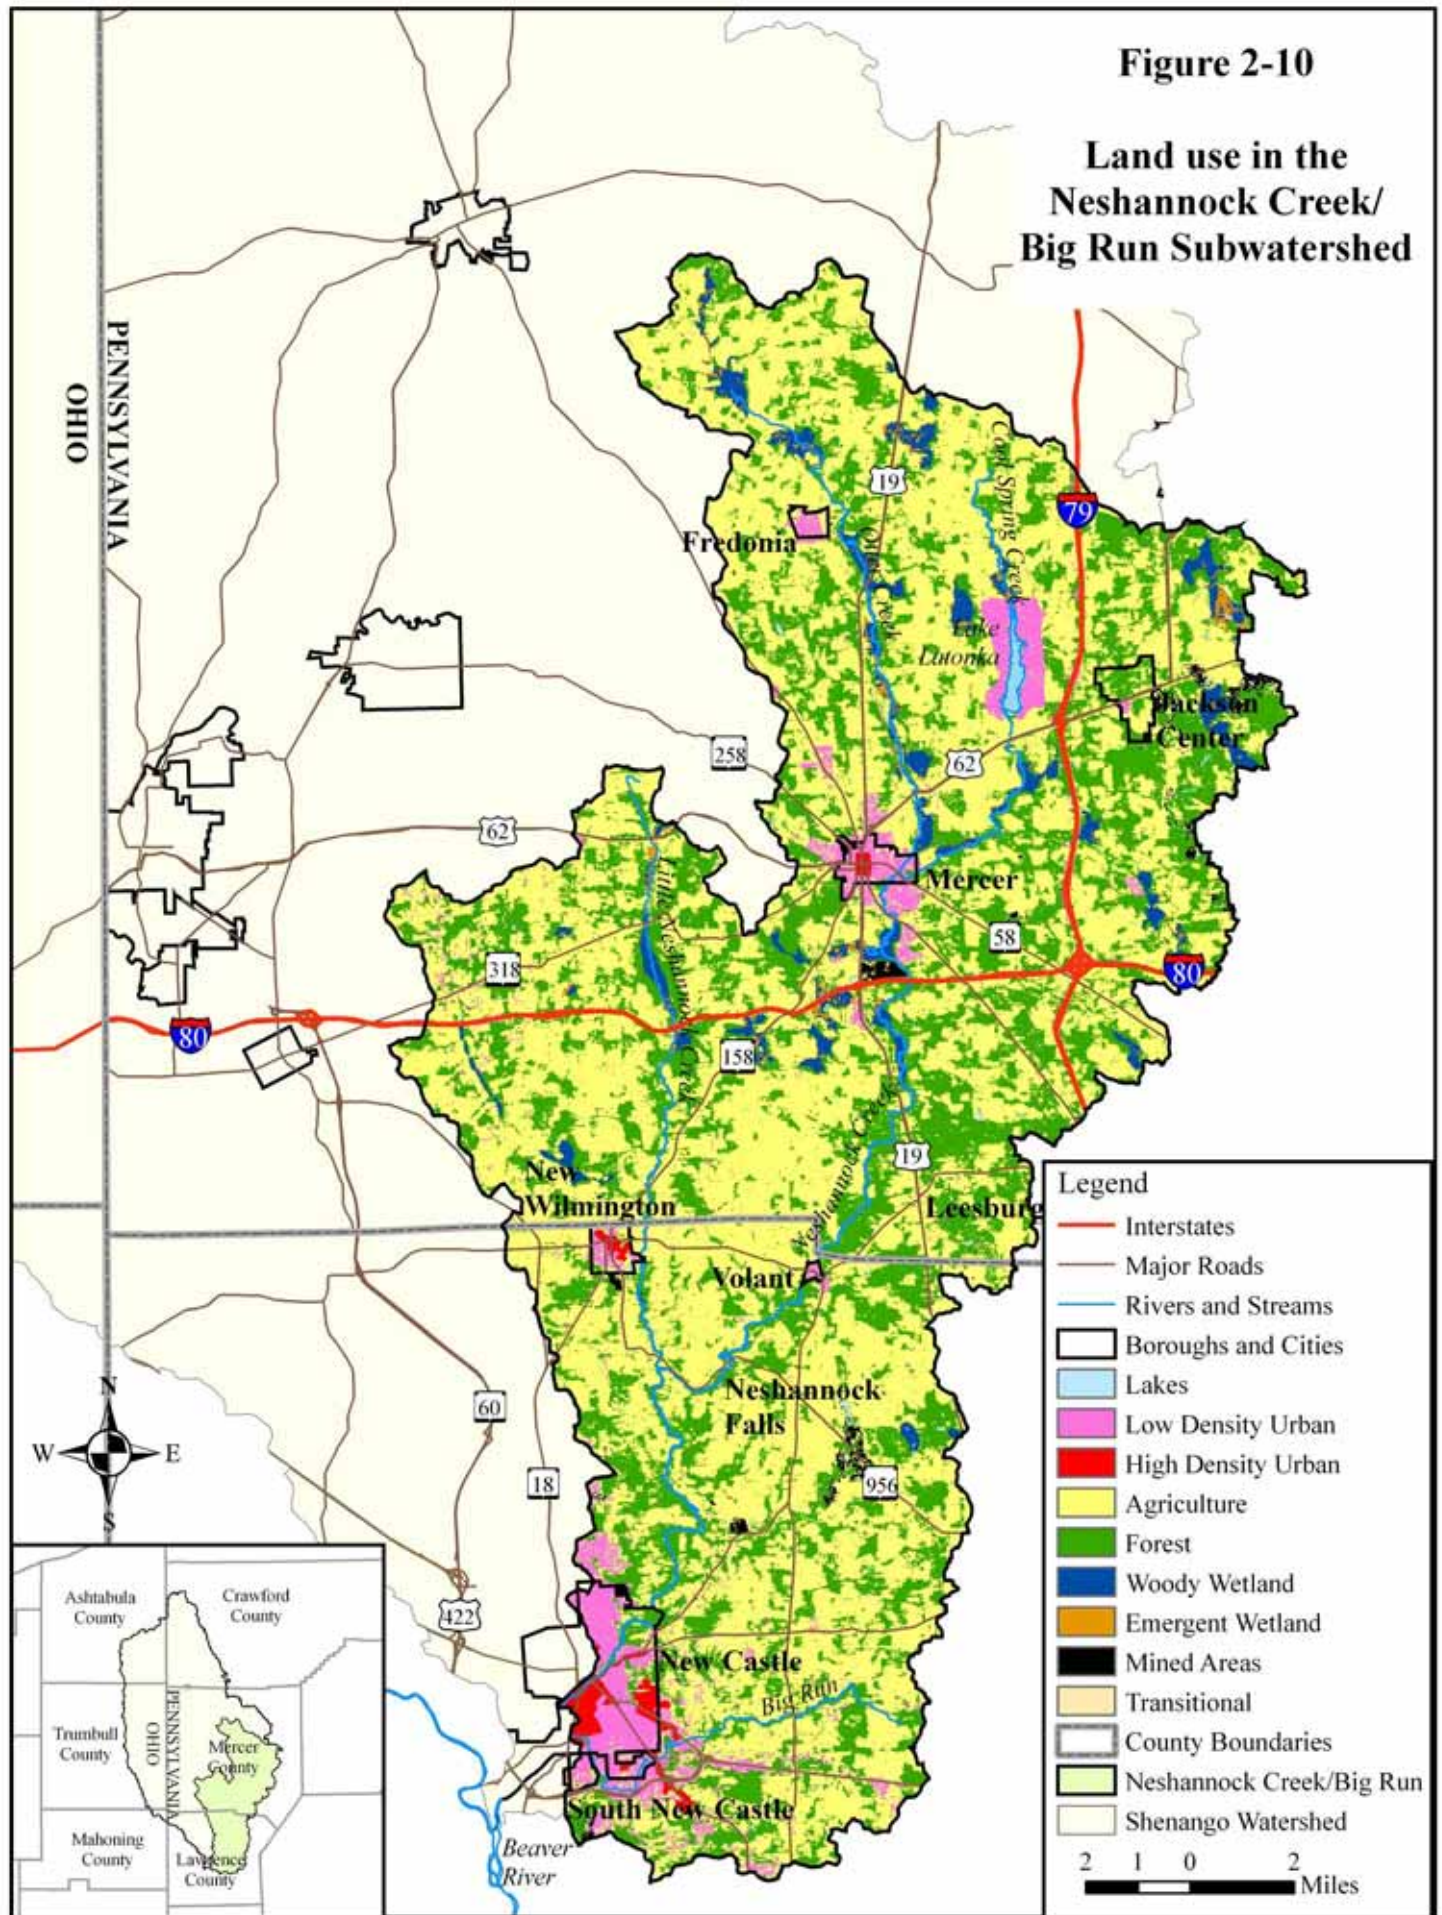 Figure 2-10
Land use in the
Neshannock Creek/
Big Run Subwatershed
PENNSYLVANIA
OHIO
19
Cool Spring Creek
79
Fredonia
Otter Creek
Lake
Latonka
Jackson
Center
258
62
62
Mercer
Little Neshannock Creek
58
318
80
80
158
Neshannock Creek
19
New
Wilmington
Leesburg
Volant
Neshannock
Falls
60
18
956
422
New Castle
Big Run
South New Castle
Beaver
River
N
W
E
S
Legend
Interstates
Major Roads
Rivers and Streams
Boroughs and Cities
Lakes
Low Density Urban
High Density Urban
Agriculture
Forest
Woody Wetland
Emergent Wetland
Mined Areas
Transitional
County Boundaries
Neshannock Creek/Big Run
Shenango Watershed
2 1 0 2
Miles
Ashtabula
County
Crawford
County
Trumbull
County
OHIO
PENNSYLVANIA
Mercer
County
Mahoning
County
Lawrence
County